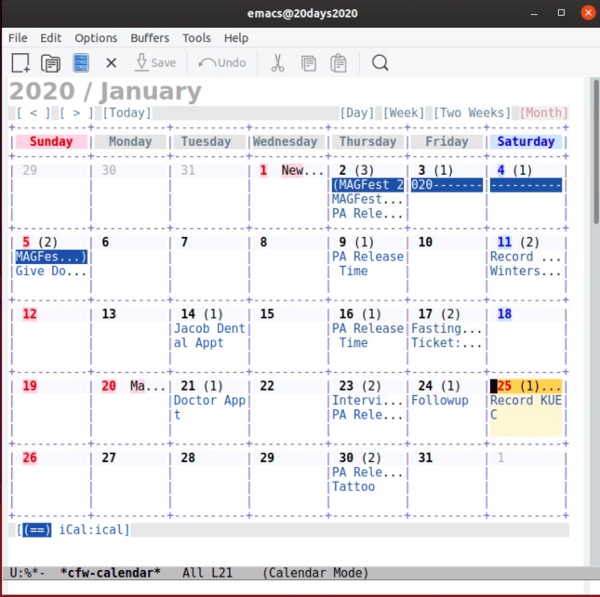 emacs@20days2020
File Edit Options Buffers Tools Help
Save Undo
2020 / January
[ < ] [ > ] [Today] [Day] [Week] [Two Weeks] [Month]
Sunday Monday Tuesday Wednesday Thursday Friday Saturday
29 30 31 1 New... 2 (3) 3 (1) 4 (1)
(MAGFest 2 020------- ----------
MAGFest...
PA Rele...
5 (2) 6 7 8 9 (1) 10 11 (2)
MAGFes...) PA Release Record ...
Give Do... Time Winters...
12 13 14 (1) 15 16 (1) 17 (2) 18
Jacob Dent PA Release Fasting...
al Appt Time Ticket:...
19 20 Ma... 21 (1) 22 23 (2) 24 (1) 25 (1)...
Doctor App Intervi... Followup Record KUE
t PA Rele... C
26 27 28 29 30 (2) 31 1
PA Rele...
Tattoo
[(==) iCal:ical]
U:%*- *cfw-calendar* All L21 (Calendar Mode)